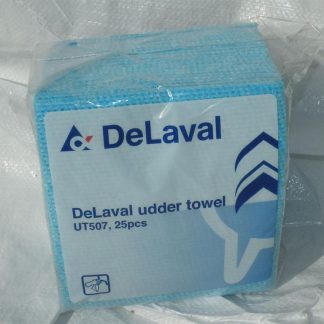 DeLaval
DeLaval udder towel
UT507, 25pcs